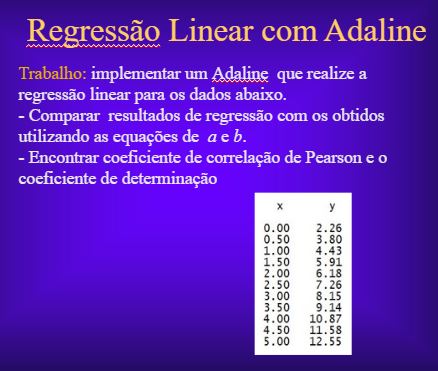 Regressão Linear com Adaline
Trabalho: implementar um Adaline que realize a
regressão linear para os dados abaixo.
- Comparar resultados de regressão com os obtidos
utilizando as equações de a e b.
- Encontrar coeficiente de correlação de Pearson e o
coeficiente de determinação
x y
0.00 2.26
0.50 3.80
1.00 4.43
1.50 5.91
2.00 6.18
2.50 7.26
3.00 8.15
3.50 9.14
4.00 10.87
4.50 11.58
5.00 12.55